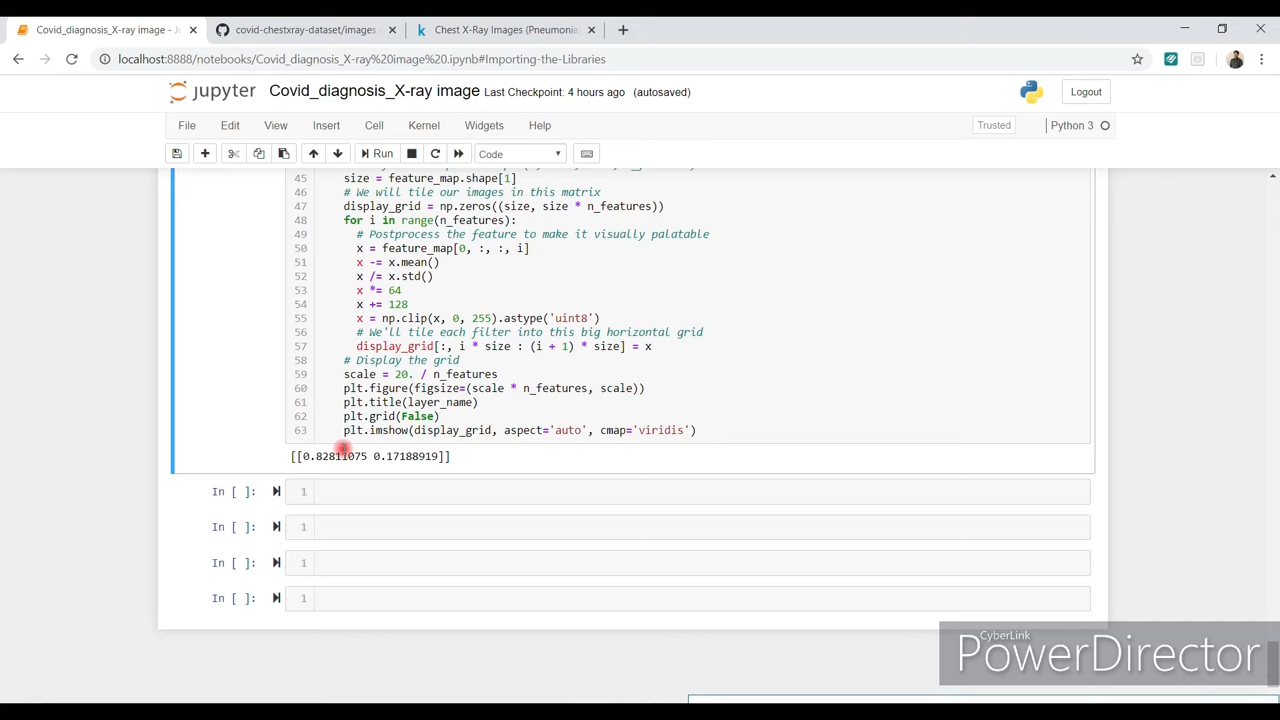 Covid_diagnosis_X-ray image - Ju
covid-chestxray-dataset/images
Chest X-Ray Images (Pneumonia)
localhost:8888/notebooks/Covid_diagnosis_X-ray%20image%20.ipynb#Importing-the-Libraries
jupyter Covid_diagnosis_X-ray image Last Checkpoint: 4 hours ago (autosaved)
Logout
File Edit View Insert Cell Kernel Widgets Help
Trusted
Python 3
Run
Code
45 size = feature_map.shape[1]
46 # We will tile our images in this matrix
47 display_grid = np.zeros((size, size * n_features))
48 for i in range(n_features):
49 # Postprocess the feature to make it visually palatable
50 x = feature_map[0, :, :, i]
51 x -= x.mean()
52 x /= x.std()
53 x *= 64
54 x += 128
55 x = np.clip(x, 0, 255).astype('uint8')
56 # We'll tile each filter into this big horizontal grid
57 display_grid[:, i * size : (i + 1) * size] = x
58 # Display the grid
59 scale = 20. / n_features
60 plt.figure(figsize=(scale * n_features, scale))
61 plt.title(layer_name)
62 plt.grid(False)
63 plt.imshow(display_grid, aspect='auto', cmap='viridis')
[[0.82811075 0.17188919]]
In [ ]: 1
In [ ]: 1
In [ ]: 1
In [ ]: 1
CyberLink
PowerDirector